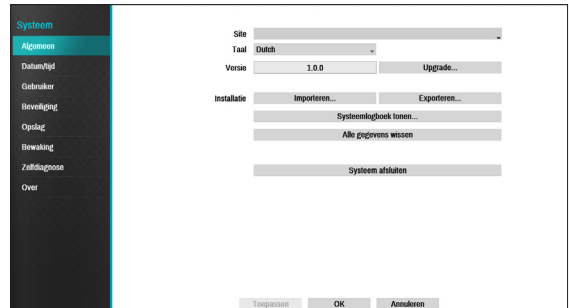 Systeem
Algemeen
Datum/tijd
Gebruiker
Beveiliging
Opslag
Bewaking
Zelfdiagnose
Over
Site
Taal Dutch
Versie 1.0.0 Upgrade...
Installatie Importeren... Exporteren...
Systeemlogboek tonen...
Alle gegevens wissen
Systeem afsluiten
Toepassen OK Annuleren